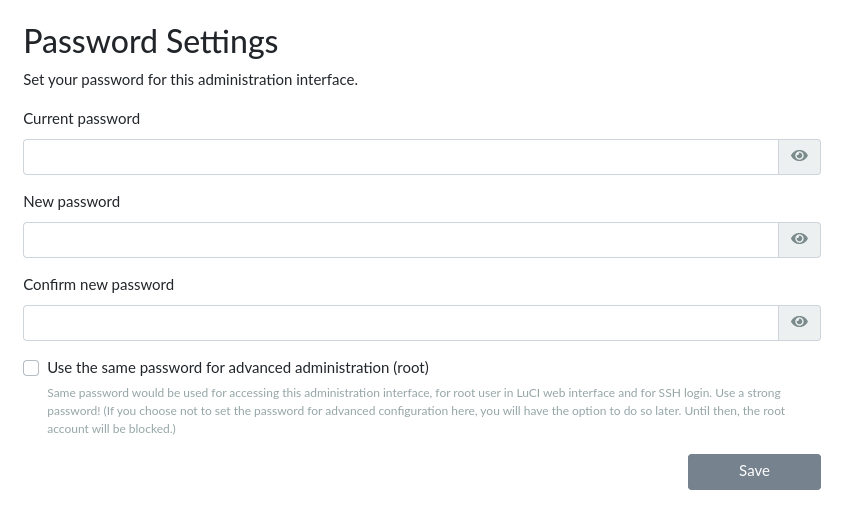 Password Settings
Set your password for this administration interface.
Current password
New password
Confirm new password
Use the same password for advanced administration (root)
Same password would be used for accessing this administration interface, for root user in LuCI web interface and for SSH login. Use a strong
password! (If you choose not to set the password for advanced configuration here, you will have the option to do so later. Until then, the root
account will be blocked.)
Save